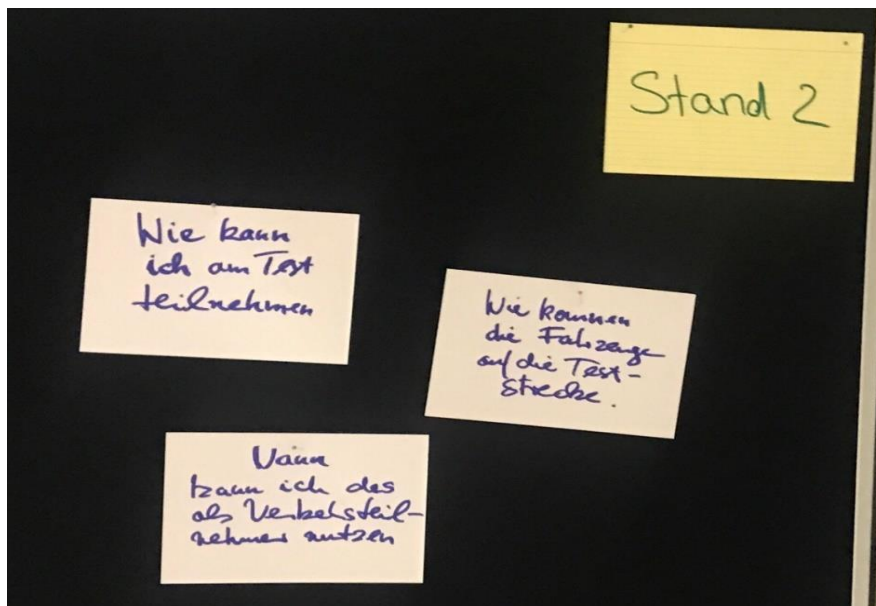 Stand 2
Wie kann
ich am Test
teilnehmen
Wie kommen
die Fahrzeuge
auf die Test-
strecke.
Wann
kann ich das
als Verkehrsteil-
nehmer nutzen